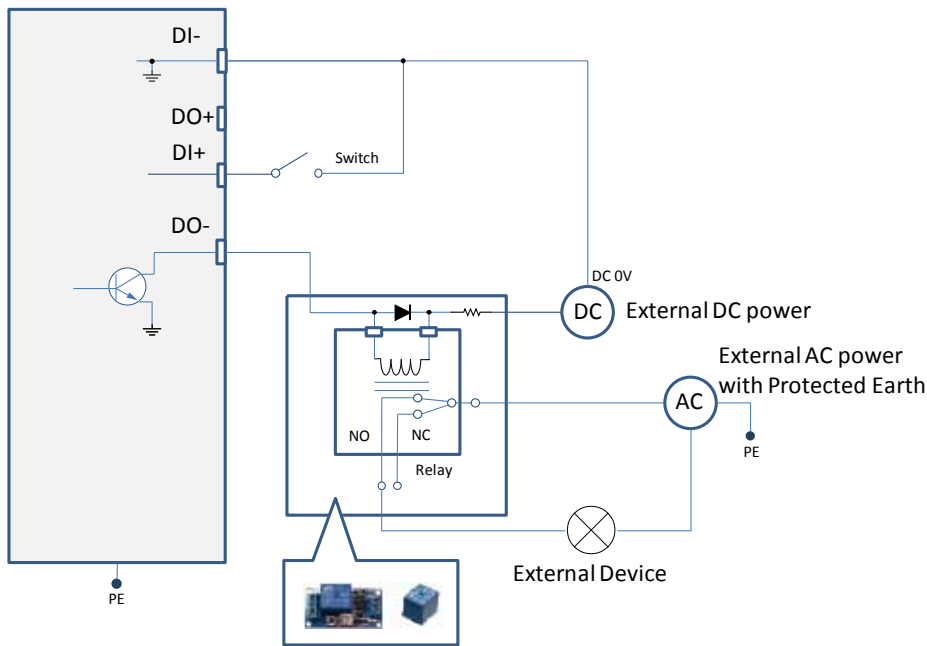 DI-
DO+
DI+
Switch
DO-
DC 0V
DC
External DC power
External AC power
with Protected Earth
AC
NO
NC
PE
Relay
External Device
PE